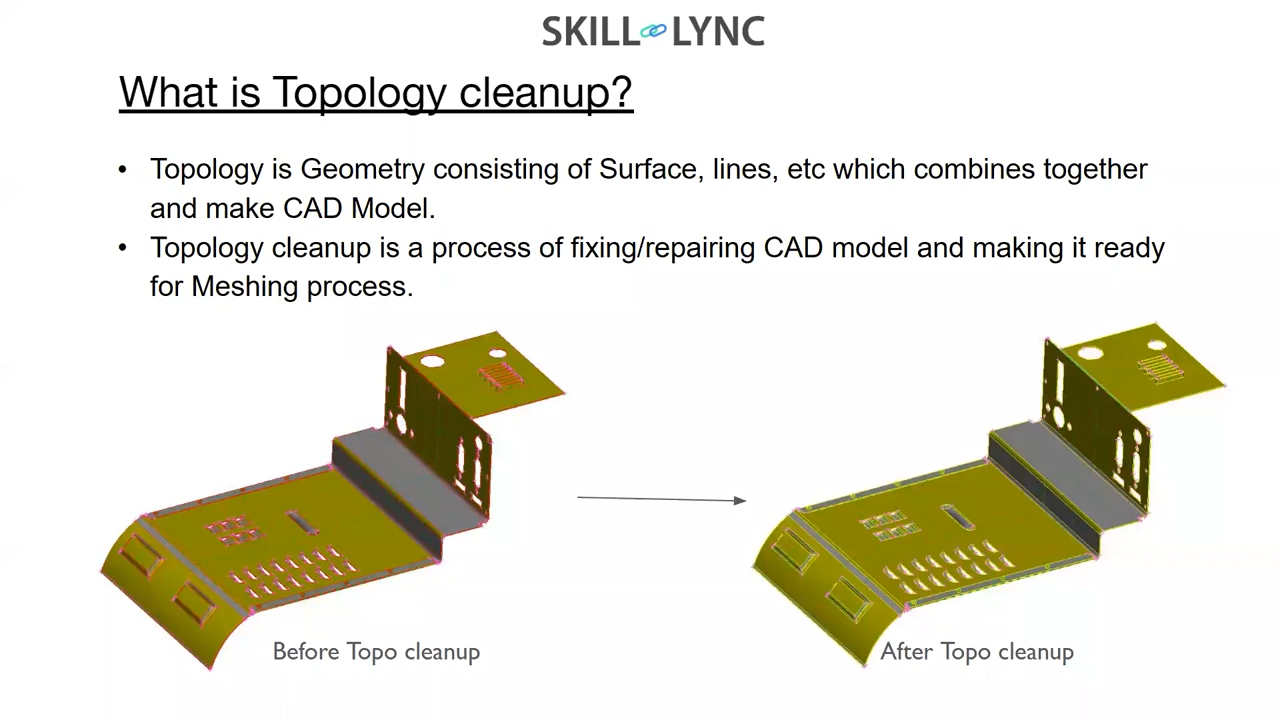 SKILL LYNC
What is Topology cleanup?
• Topology is Geometry consisting of Surface, lines, etc which combines together
and make CAD Model.
• Topology cleanup is a process of fixing/repairing CAD model and making it ready
for Meshing process.
Before Topo cleanup
After Topo cleanup